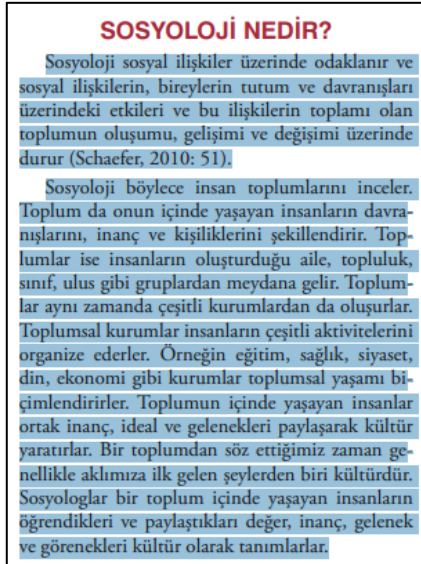 SOSYOLOJİ NEDİR?
Sosyoloji sosyal ilişkiler üzerinde odaklanır ve
sosyal ilişkilerin, bireylerin tutum ve davranışları
üzerindeki etkileri ve bu ilişkilerin toplamı olan
toplumun oluşumu, gelişimi ve değişimi üzerinde
durur (Schaefer, 2010: 51).
Sosyoloji böylece insan toplumlarını inceler.
Toplum da onun içinde yaşayan insanların davra-
nışlarını, inanç ve kişiliklerini şekillendirir. Top-
lumlar ise insanların oluşturduğu aile, topluluk,
sınıf, ulus gibi gruplardan meydana gelir. Toplum-
lar aynı zamanda çeşitli kurumlardan da oluşurlar.
Toplumsal kurumlar insanların çeşitli aktivitelerini
organize ederler. Örneğin eğitim, sağlık, siyaset,
din, ekonomi gibi kurumlar toplumsal yaşamı bi-
çimlendirirler. Toplumun içinde yaşayan insanlar
ortak inanç, ideal ve gelenekleri paylaşarak kültür
yaratırlar. Bir toplumdan söz ettiğimiz zaman ge-
nellikle aklımıza ilk gelen şeylerden biri kültürdür.
Sosyologlar bir toplum içinde yaşayan insanların
öğrendikleri ve paylaştıkları değer, inanç, gelenek
ve görenekleri kültür olarak tanımlarlar.